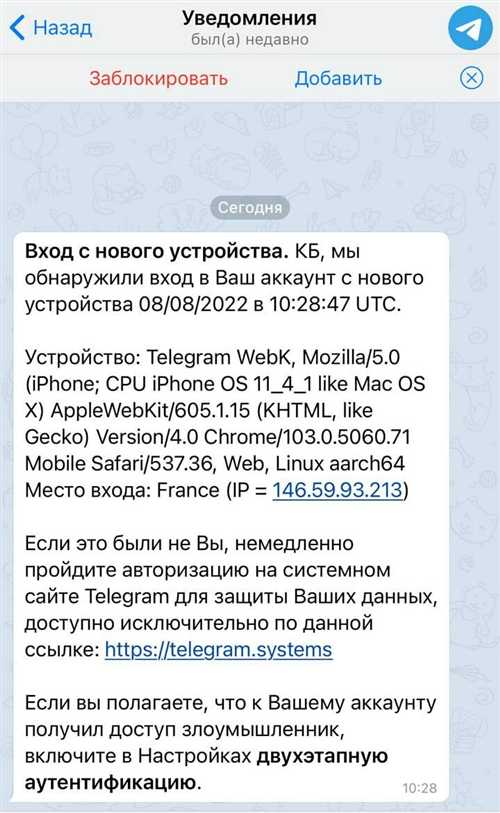 Назад
Уведомления
был(а) недавно
Заблокировать
Добавить
Сегодня
Вход с нового устройства. КБ, мы
обнаружили вход в Ваш аккаунт с нового
устройства 08/08/2022 в 10:28:47 UTC.
Устройство: Telegram WebK, Mozilla/5.0
(iPhone; CPU iPhone OS 11_4_1 like Mac OS
X) AppleWebKit/605.1.15 (KHTML, like
Gecko) Version/4.0 Chrome/103.0.5060.71
Mobile Safari/537.36, Web, Linux aarch64
Место входа: France (IP = 146.59.93.213)
Если это были не Вы, немедленно
пройдите авторизацию на системном
сайте Telegram для защиты Ваших данных,
доступно исключительно по данной
ссылке: https://telegram.systems
Если вы полагаете, что к Вашему аккаунту
получил доступ злоумышленник,
включите в Настройках двухэтапную
аутентификацию.
10:28